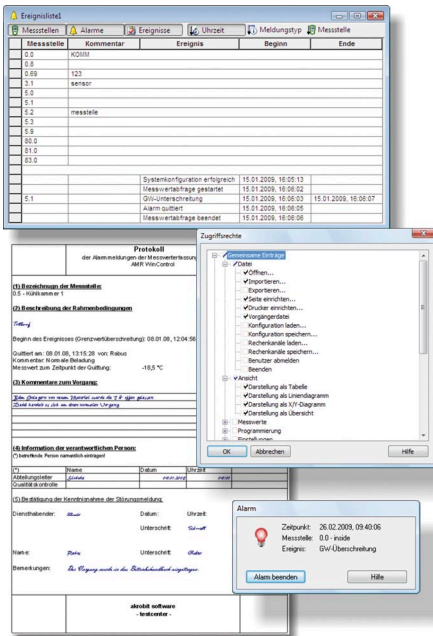 Ereignisliste1
Messstellen Alarme Ereignisse Uhrzeit Meldungstyp Messstelle
Messstelle Kommentar Ereignis Beginn Ende
0.0 KOMM
0.8
0.69 123
3.1 sensor
5.0
5.1
5.2 messtelle
5.3
5.9
80.0
81.0
83.0
Systemkonfiguration erfolgreich 15.01.2009, 16:05:13
Messwertabfrage gestartet 15.01.2009, 16:06:02
5.1 GW-Unterschreitung 15.01.2009, 16:06:03 15.01.2009, 16:06:07
Alarm quittiert 15.01.2009, 16:06:05
Messwertabfrage beendet 15.01.2009, 16:06:06
Protokoll
der Alarmmeldungen der Messwerterfassung
AMR WinControl
(1) Bezeichnugn der Messstelle:
0.5 - Kühlkammer 1
(2) Beschreibung der Rahmenbedingungen
Beginn des Ereignisses (Grenzwertüberschreitung): 08.01.08, 12:04:56
Quittiert am: 08.01.08, 13:15:28 von: Rabus
Kommentar: Normale Beladung
Messwert zum Zeitpunkt der Quittung: -18,5 °C
(3) Kommentare zum Vorgang:
(4) Information der verantwortlichen Person:
(*) betreffende Person namentlich eintragen!
(*) Name Datum Uhrzeit
Abteilungsleiter
Qualitätskontrolle
(5) Bestätigung der Kenntnisnahme der Störungsmeldung:
Diensthabender: Datum: Uhrzeit:
Unterschrift:
Name: Unterschrift:
Bemerkungen:
akrobit software
- testcenter -
Zugriffsrechte
Gemeinsame Einträge
Datei
Öffnen...
Importieren...
Exportieren...
Seite einrichten...
Drucker einrichten...
Vorgängerdatei
Konfiguration laden...
Konfiguration speichern...
Rechenkanäle laden...
Rechenkanäle speichern...
Benutzer abmelden
Beenden
Ansicht
Darstellung als Tabelle
Darstellung als Liniendiagramm
Darstellung als X/Y-Diagramm
Darstellung als Übersicht
Messwerte
Programmierung
Einstellungen
OK Abbrechen Hilfe
Alarm
Zeitpunkt: 26.02.2009, 09:40:06
Messstelle: 0.0 - inside
Ereignis: GW-Überschreitung
Alarm beenden Hilfe